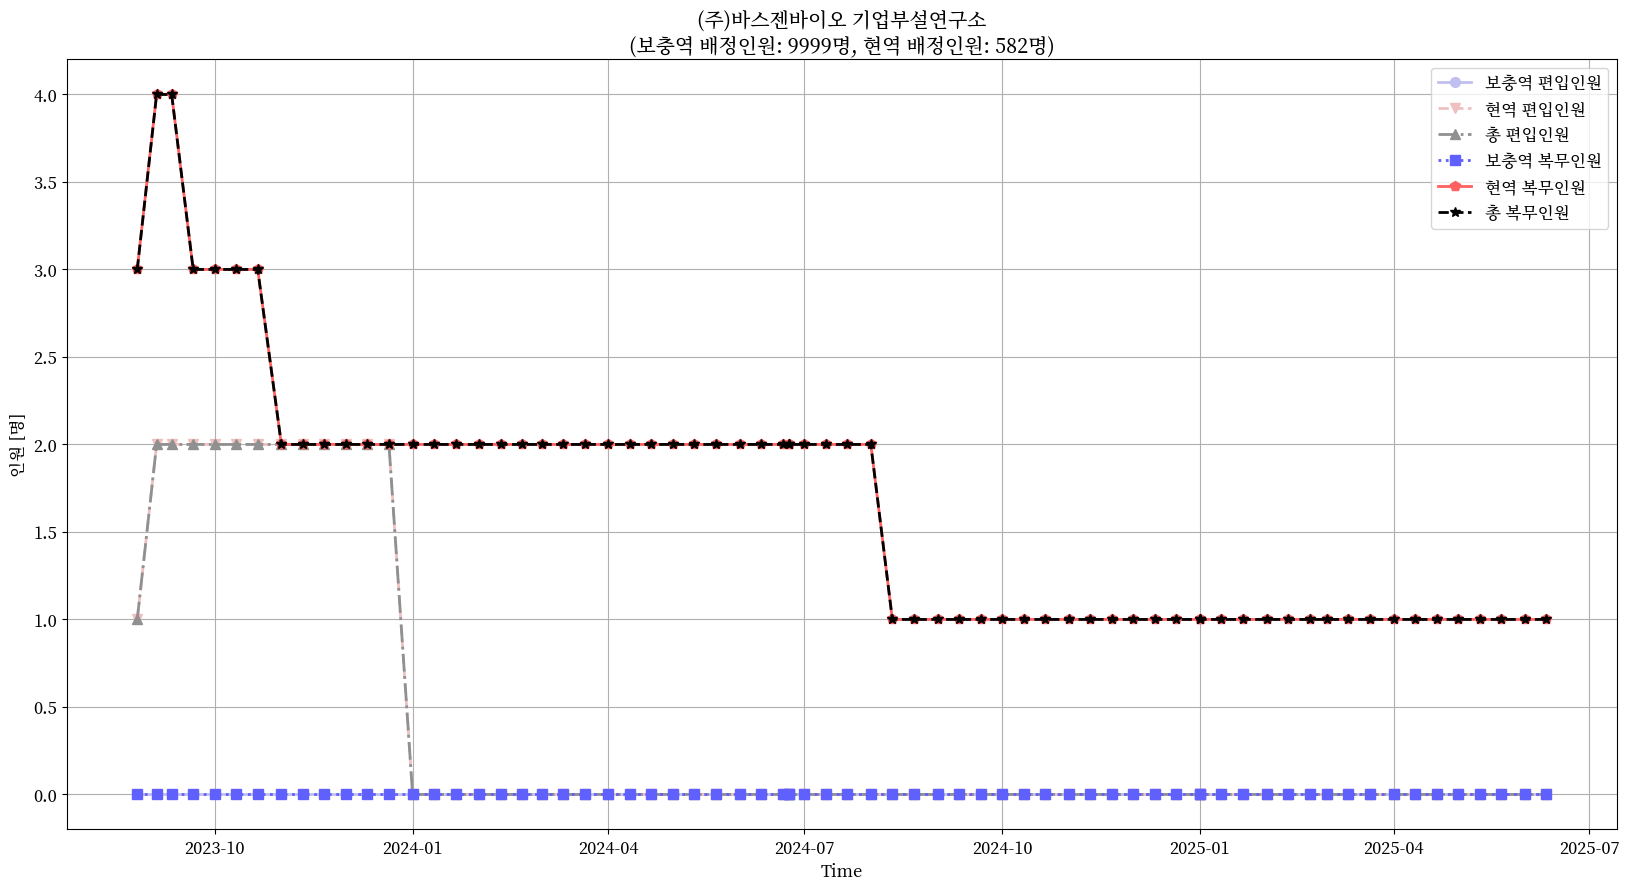 (주)바스젠바이오 기업부설연구소
(보충역 배정인원: 9999명, 현역 배정인원: 582명)
보충역 편입인원
현역 편입인원
총 편입인원
보충역 복무인원
현역 복무인원
총 복무인원
인원 [명]
4.0
3.5
3.0
2.5
2.0
1.5
1.0
0.5
0.0
2023-10
2024-01
2024-04
2024-07
2024-10
2025-01
2025-04
2025-07
Time